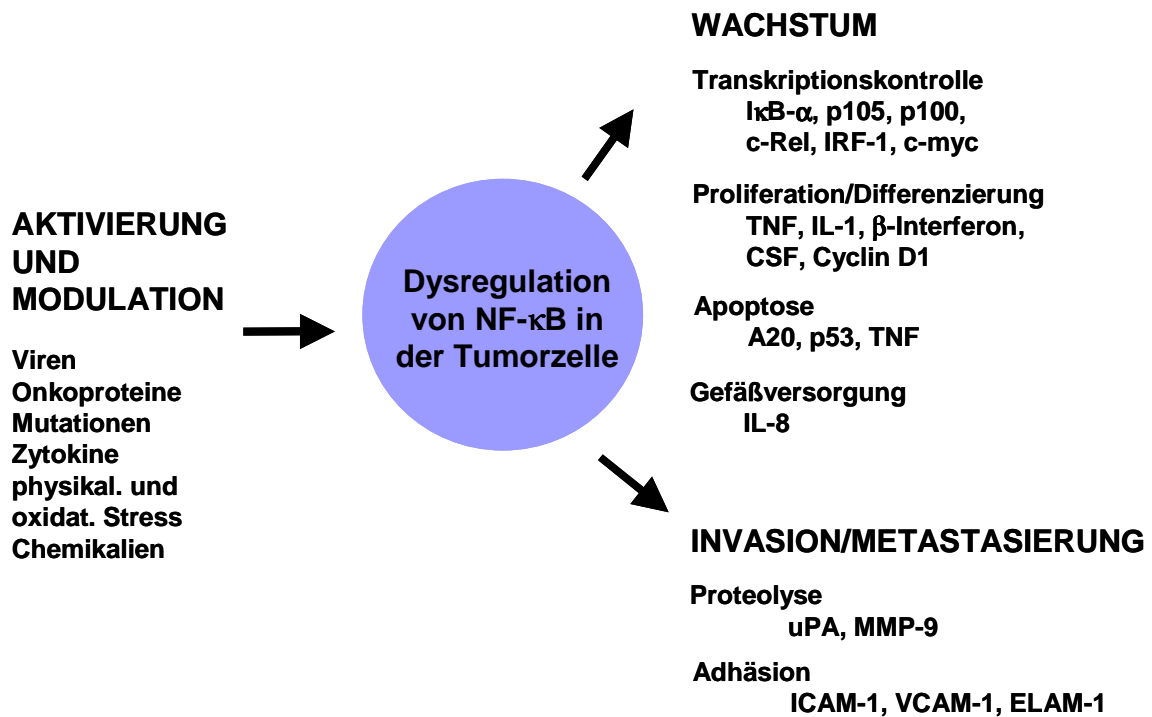 AKTIVIERUNG
UND
MODULATION
Viren
Onkoproteine
Mutationen
Zytokine
physikal. und
oxidat. Stress
Chemikalien
Dysregulation
von NF-κB in
der Tumorzelle
WACHSTUM
Transkriptionskontrolle
IκB-α, p105, p100,
c-Rel, IRF-1, c-myc
Proliferation/Differenzierung
TNF, IL-1, β-Interferon,
CSF, Cyclin D1
Apoptose
A20, p53, TNF
Gefäßversorgung
IL-8
INVASION/METASTASIERUNG
Proteolyse
uPA, MMP-9
Adhäsion
ICAM-1, VCAM-1, ELAM-1